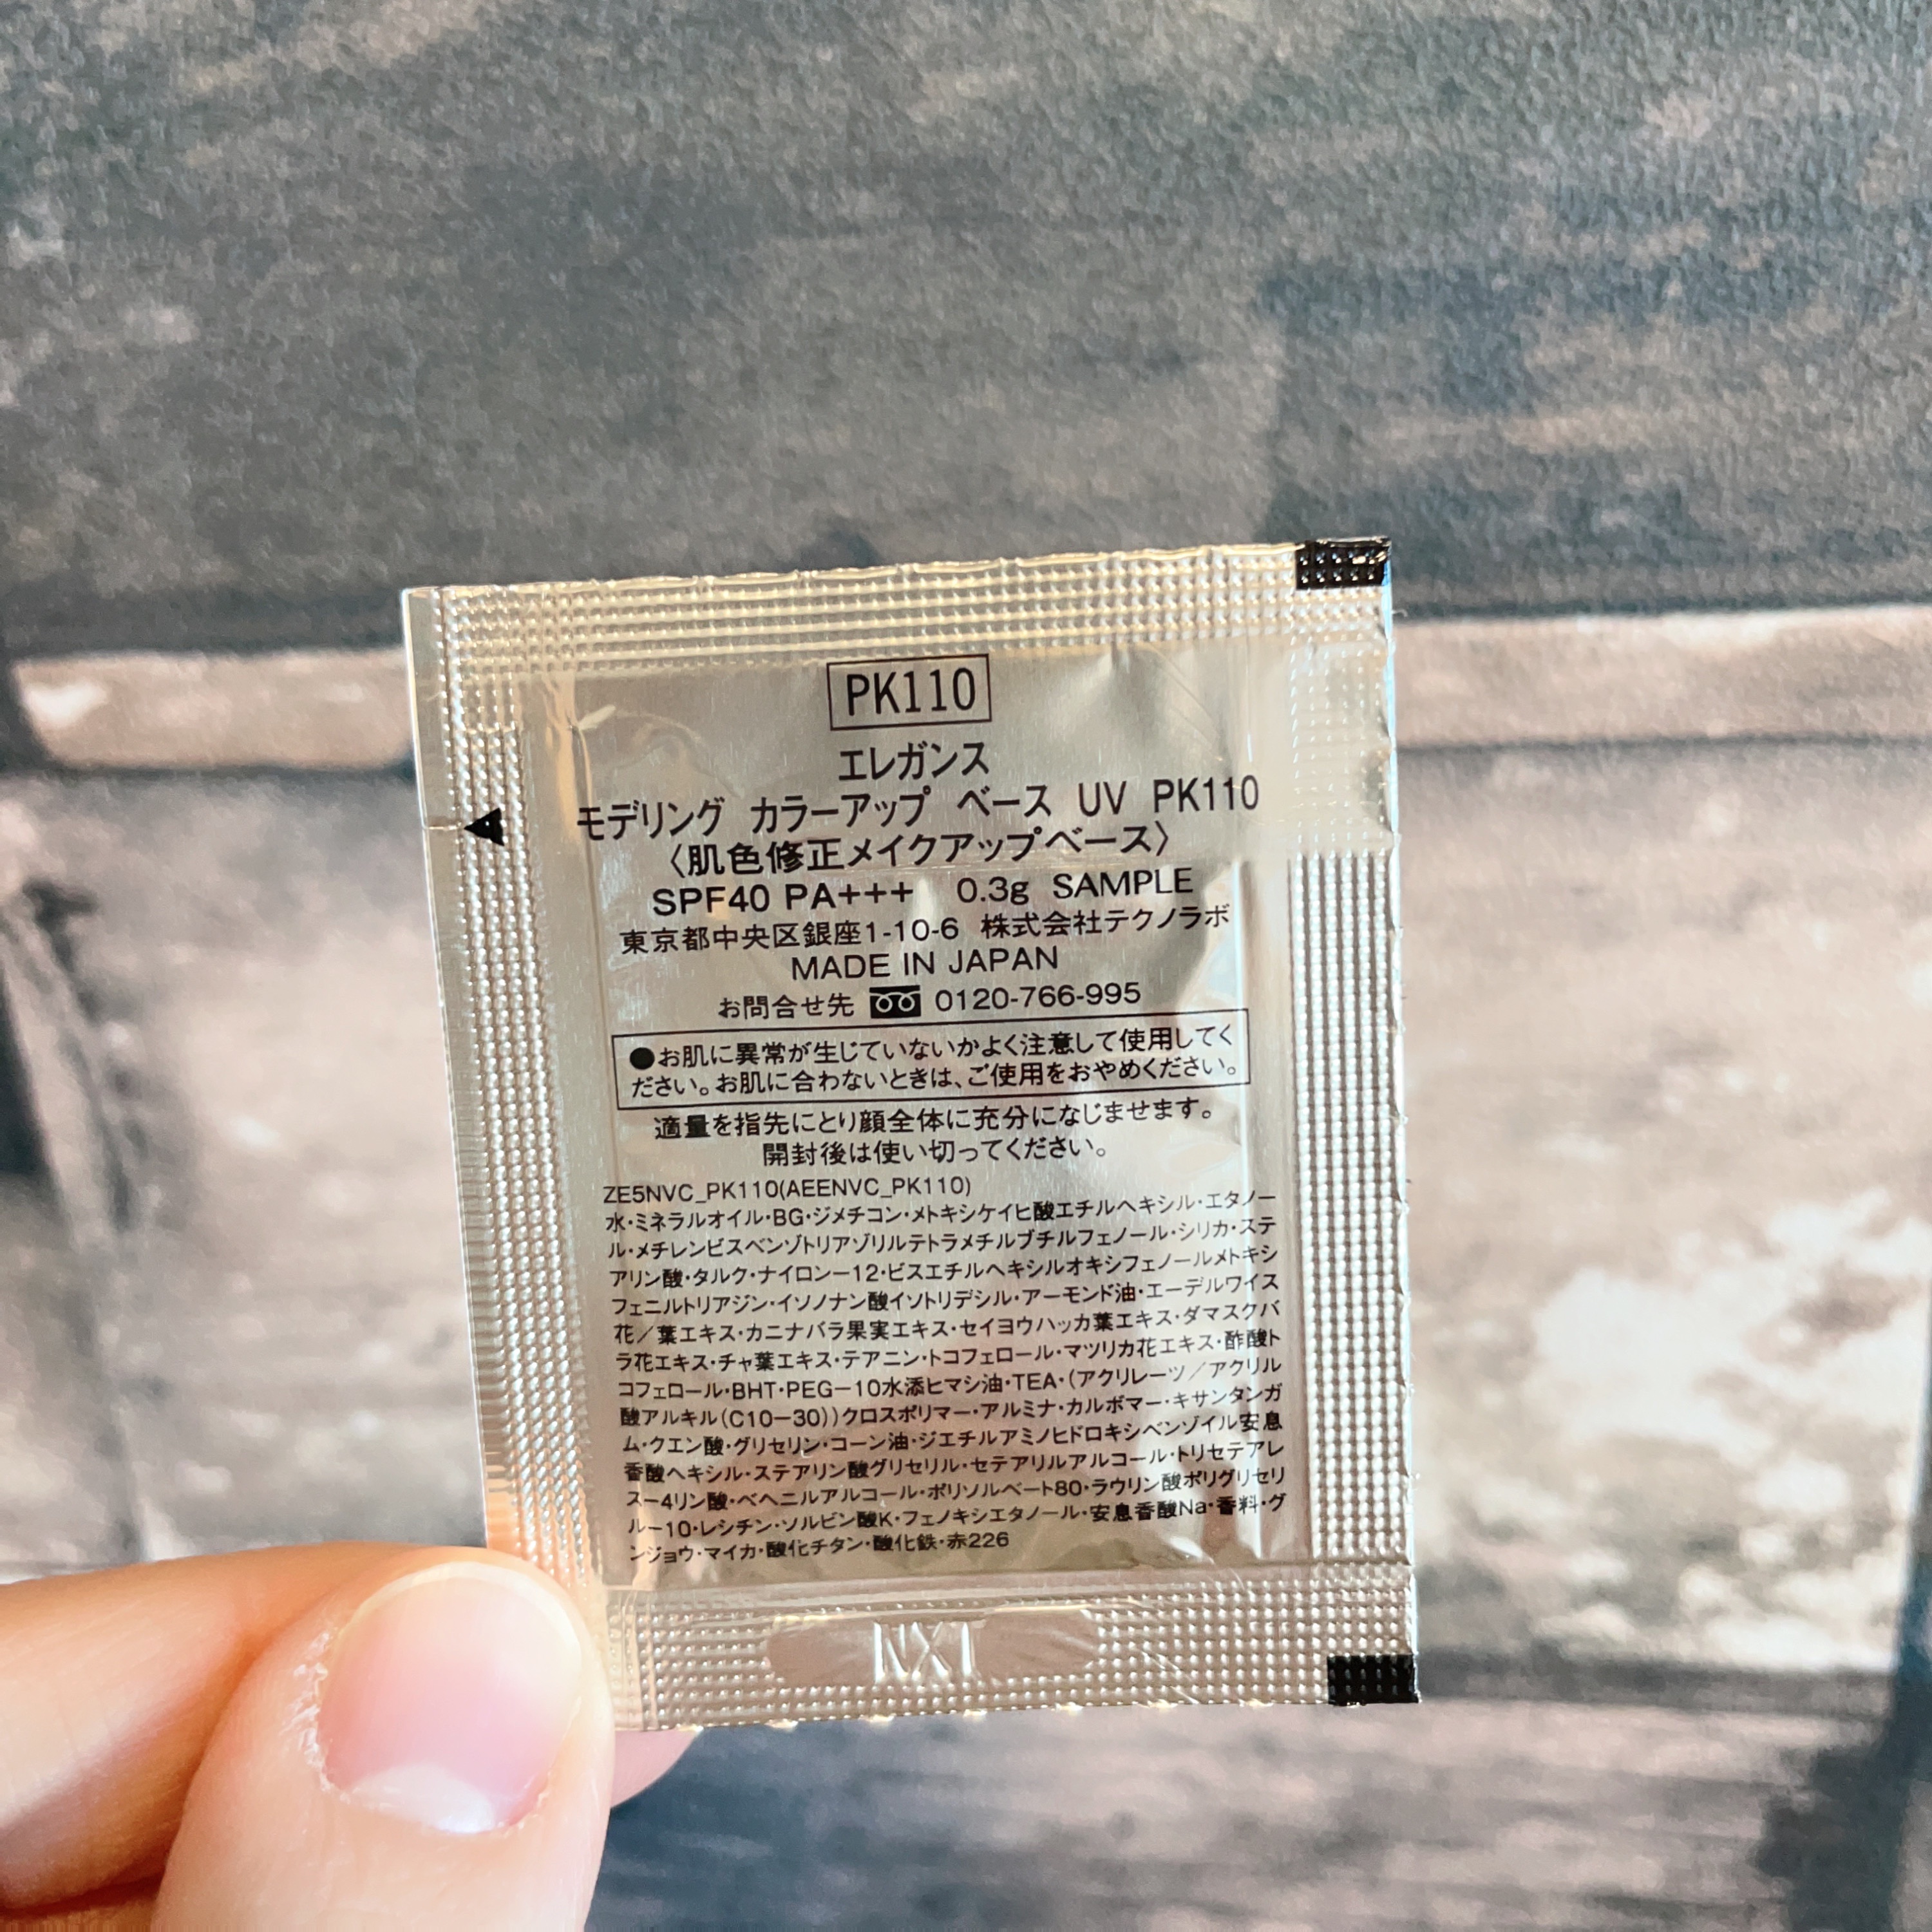 PK110
エレガンス
モデリング カラーアップ ベース UV PK110
〈肌色修正メイクアップベース〉
SPF40 PA+++ 0.3g SAMPLE
東京都中央区銀座1-10-6 株式会社テクノラボ
MADE IN JAPAN
お問合せ先 0120-766-995
●お肌に異常が生じていないかよく注意して使用してく
ださい。お肌に合わないときは、ご使用をおやめください。
適量を指先にとり顔全体に充分になじませます。
開封後は使い切ってください。
ZE5NVC_PK110(AEENVC_PK110)
水・ミネラルオイル・BG・ジメチコン・メトキシケイヒ酸エチルヘキシル・エタノー
ル・メチレンビスベンゾトリアゾリルテトラメチルブチルフェノール・シリカ・ステ
アリン酸・タルク・ナイロン−12・ビスエチルヘキシルオキシフェノールメトキシ
フェニルトリアジン・イソノナン酸イソトリデシル・アーモンド油・エーデルワイス
花／葉エキス・カニナバラ果実エキス・セイヨウハッカ葉エキス・ダマスクバ
ラ花エキス・チャ葉エキス・テアニン・トコフェロール・マツリカ花エキス・酢酸ト
コフェロール・BHT・PEG−10水添ヒマシ油・TEA・(アクリレーツ／アクリル
酸アルキル(C10−30))クロスポリマー・アルミナ・カルボマー・キサンタンガ
ム・クエン酸・グリセリン・コーン油・ジエチルアミノヒドロキシベンゾイル安息
香酸ヘキシル・ステアリン酸グリセリル・セテアリルアルコール・トリセテアレ
ス−4リン酸・ベヘニルアルコール・ポリソルベート80・ラウリン酸ポリグリセリ
ル−10・レシチン・ソルビン酸K・フェノキシエタノール・安息香酸Na・香料・グ
ンジョウ・マイカ・酸化チタン・酸化鉄・赤226
NX1